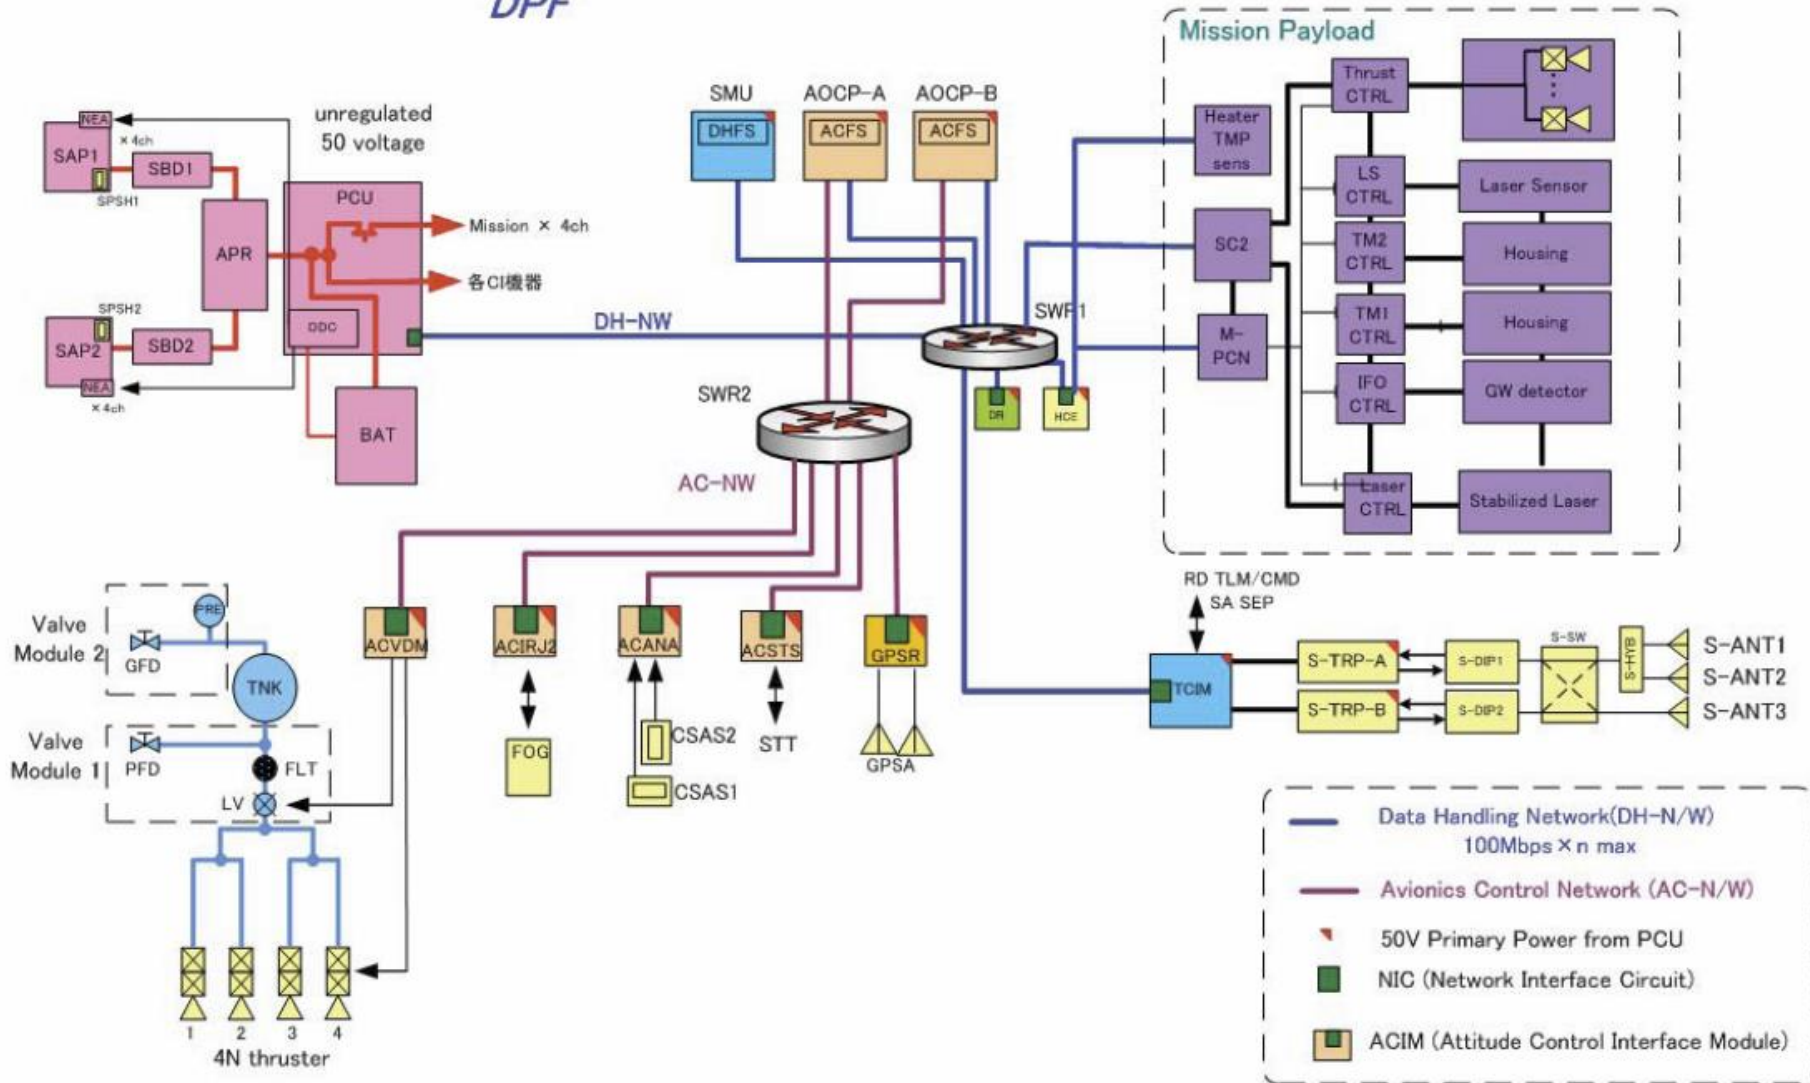 DPF
Mission Payload
unregulated
50 voltage
NEA
× 4ch
SAP1
SPSH1
SBD1
APR
PCU
Mission × 4ch
各CI機器
DDC
SPSH2
SAP2
SBD2
NEA
×4ch
BAT
SMU
DHFS
AOCP-A
ACFS
AOCP-B
ACFS
DH-NW
SWR1
SWR2
DR
HCE
AC-NW
Heater
TMP
sens
SC2
M-
PCN
Thrust
CTRL
LS
CTRL
Laser Sensor
TM2
CTRL
Housing
TM1
CTRL
Housing
IFO
CTRL
GW detector
Laser
CTRL
Stabilized Laser
Valve
Module 2
PRE
GFD
TNK
Valve
Module 1
PFD
FLT
LV
1
2
3
4
4N thruster
ACVDM
ACIRJ2
ACANA
ACSTS
GPSR
FOG
CSAS2
CSAS1
STT
GPSA
RD TLM/CMD
SA SEP
TCIM
S-TRP-A
S-TRP-B
S-DIP1
S-DIP2
S-SW
S-HYB
S-ANT1
S-ANT2
S-ANT3
Data Handling Network(DH-N/W)
100Mbps×n max
Avionics Control Network (AC-N/W)
50V Primary Power from PCU
NIC (Network Interface Circuit)
ACIM (Attitude Control Interface Module)